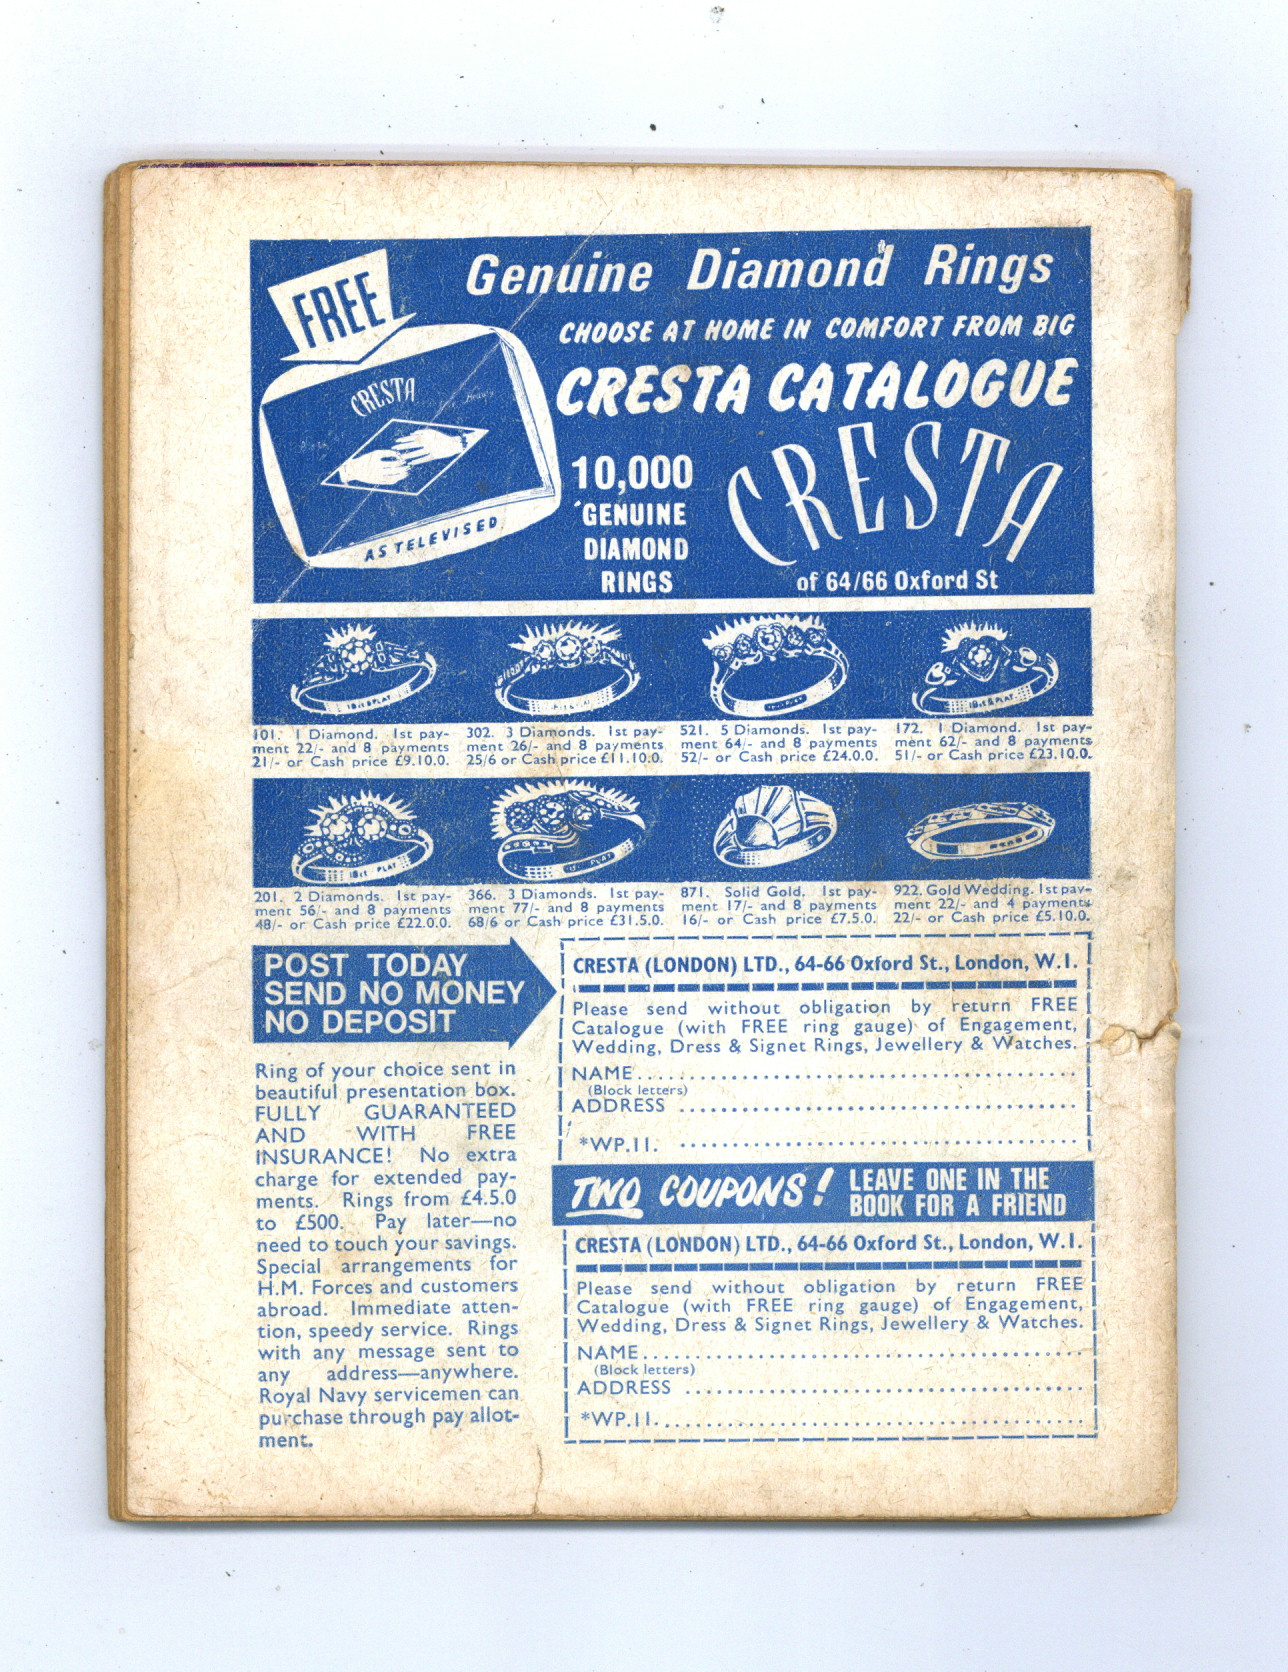 FREE
Genuine Diamond Rings
CHOOSE AT HOME IN COMFORT FROM BIG
CRESTA CATALOGUE
CRESTA
AS TELEVISED
10,000
GENUINE
DIAMOND
RINGS
CRESTA
of 64/66 Oxford St
18ct & PLAT
18ct & PLAT
101. 1 Diamond. 1st pay-
ment 22/- and 8 payments
21/- or Cash price £9.10.0.
302. 3 Diamonds. 1st pay-
ment 26/- and 8 payments
25/6 or Cash price £11.10.0.
521. 5 Diamonds. 1st pay-
ment 64/- and 8 payments
52/- or Cash price £24.0.0.
172. 1 Diamond. 1st pay-
ment 62/- and 8 payments
51/- or Cash price £23.10.0.
18ct PLAT
PLAT
201. 2 Diamonds. 1st pay-
ment 56/- and 8 payments
48/- or Cash price £22.0.0.
366. 3 Diamonds. 1st pay-
ment 77/- and 8 payments
68/6 or Cash price £31.5.0.
871. Solid Gold. 1st pay-
ment 17/- and 8 payments
16/- or Cash price £7.5.0.
922. Gold Wedding. 1st pay-
ment 22/- and 4 payments
22/- or Cash price £5.10.0.
POST TODAY
SEND NO MONEY
NO DEPOSIT
Ring of your choice sent in
beautiful presentation box.
FULLY GUARANTEED
AND WITH FREE
INSURANCE! No extra
charge for extended pay-
ments. Rings from £4.5.0
to £500. Pay later—no
need to touch your savings.
Special arrangements for
H.M. Forces and customers
abroad. Immediate atten-
tion, speedy service. Rings
with any message sent to
any address—anywhere.
Royal Navy servicemen can
purchase through pay allot-
ment.
CRESTA (LONDON) LTD., 64-66 Oxford St., London, W.1.
Please send without obligation by return FREE
Catalogue (with FREE ring gauge) of Engagement,
Wedding, Dress & Signet Rings, Jewellery & Watches.
NAME
(Block letters)
ADDRESS
*WP.11.
TWO COUPONS! LEAVE ONE IN THE
BOOK FOR A FRIEND
CRESTA (LONDON) LTD., 64-66 Oxford St., London, W.1.
Please send without obligation by return FREE
Catalogue (with FREE ring gauge) of Engagement,
Wedding, Dress & Signet Rings, Jewellery & Watches.
NAME
(Block letters)
ADDRESS
*WP.11.